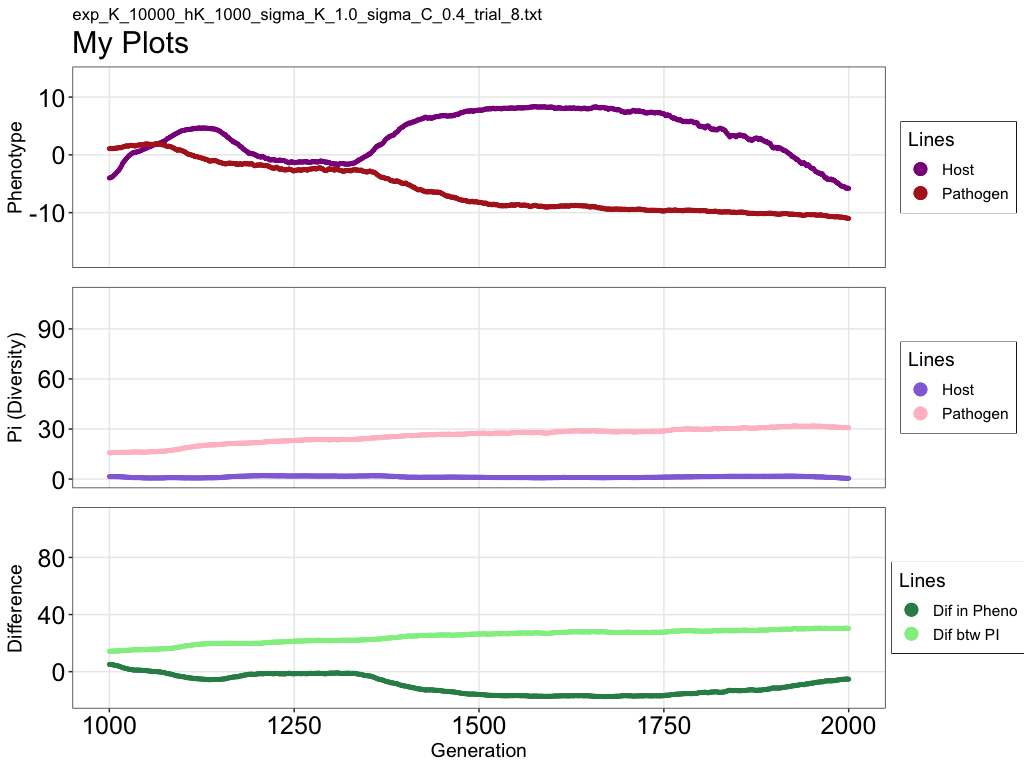 exp_K_10000_hK_1000_sigma_K_1.0_sigma_C_0.4_trial_8.txt
My Plots
Phenotype
10
0
-10
Lines
Host
Pathogen
Pi (Diversity)
90
60
30
0
Lines
Host
Pathogen
Difference
80
40
0
Lines
Dif in Pheno
Dif btw PI
1000 1250 1500 1750 2000
Generation